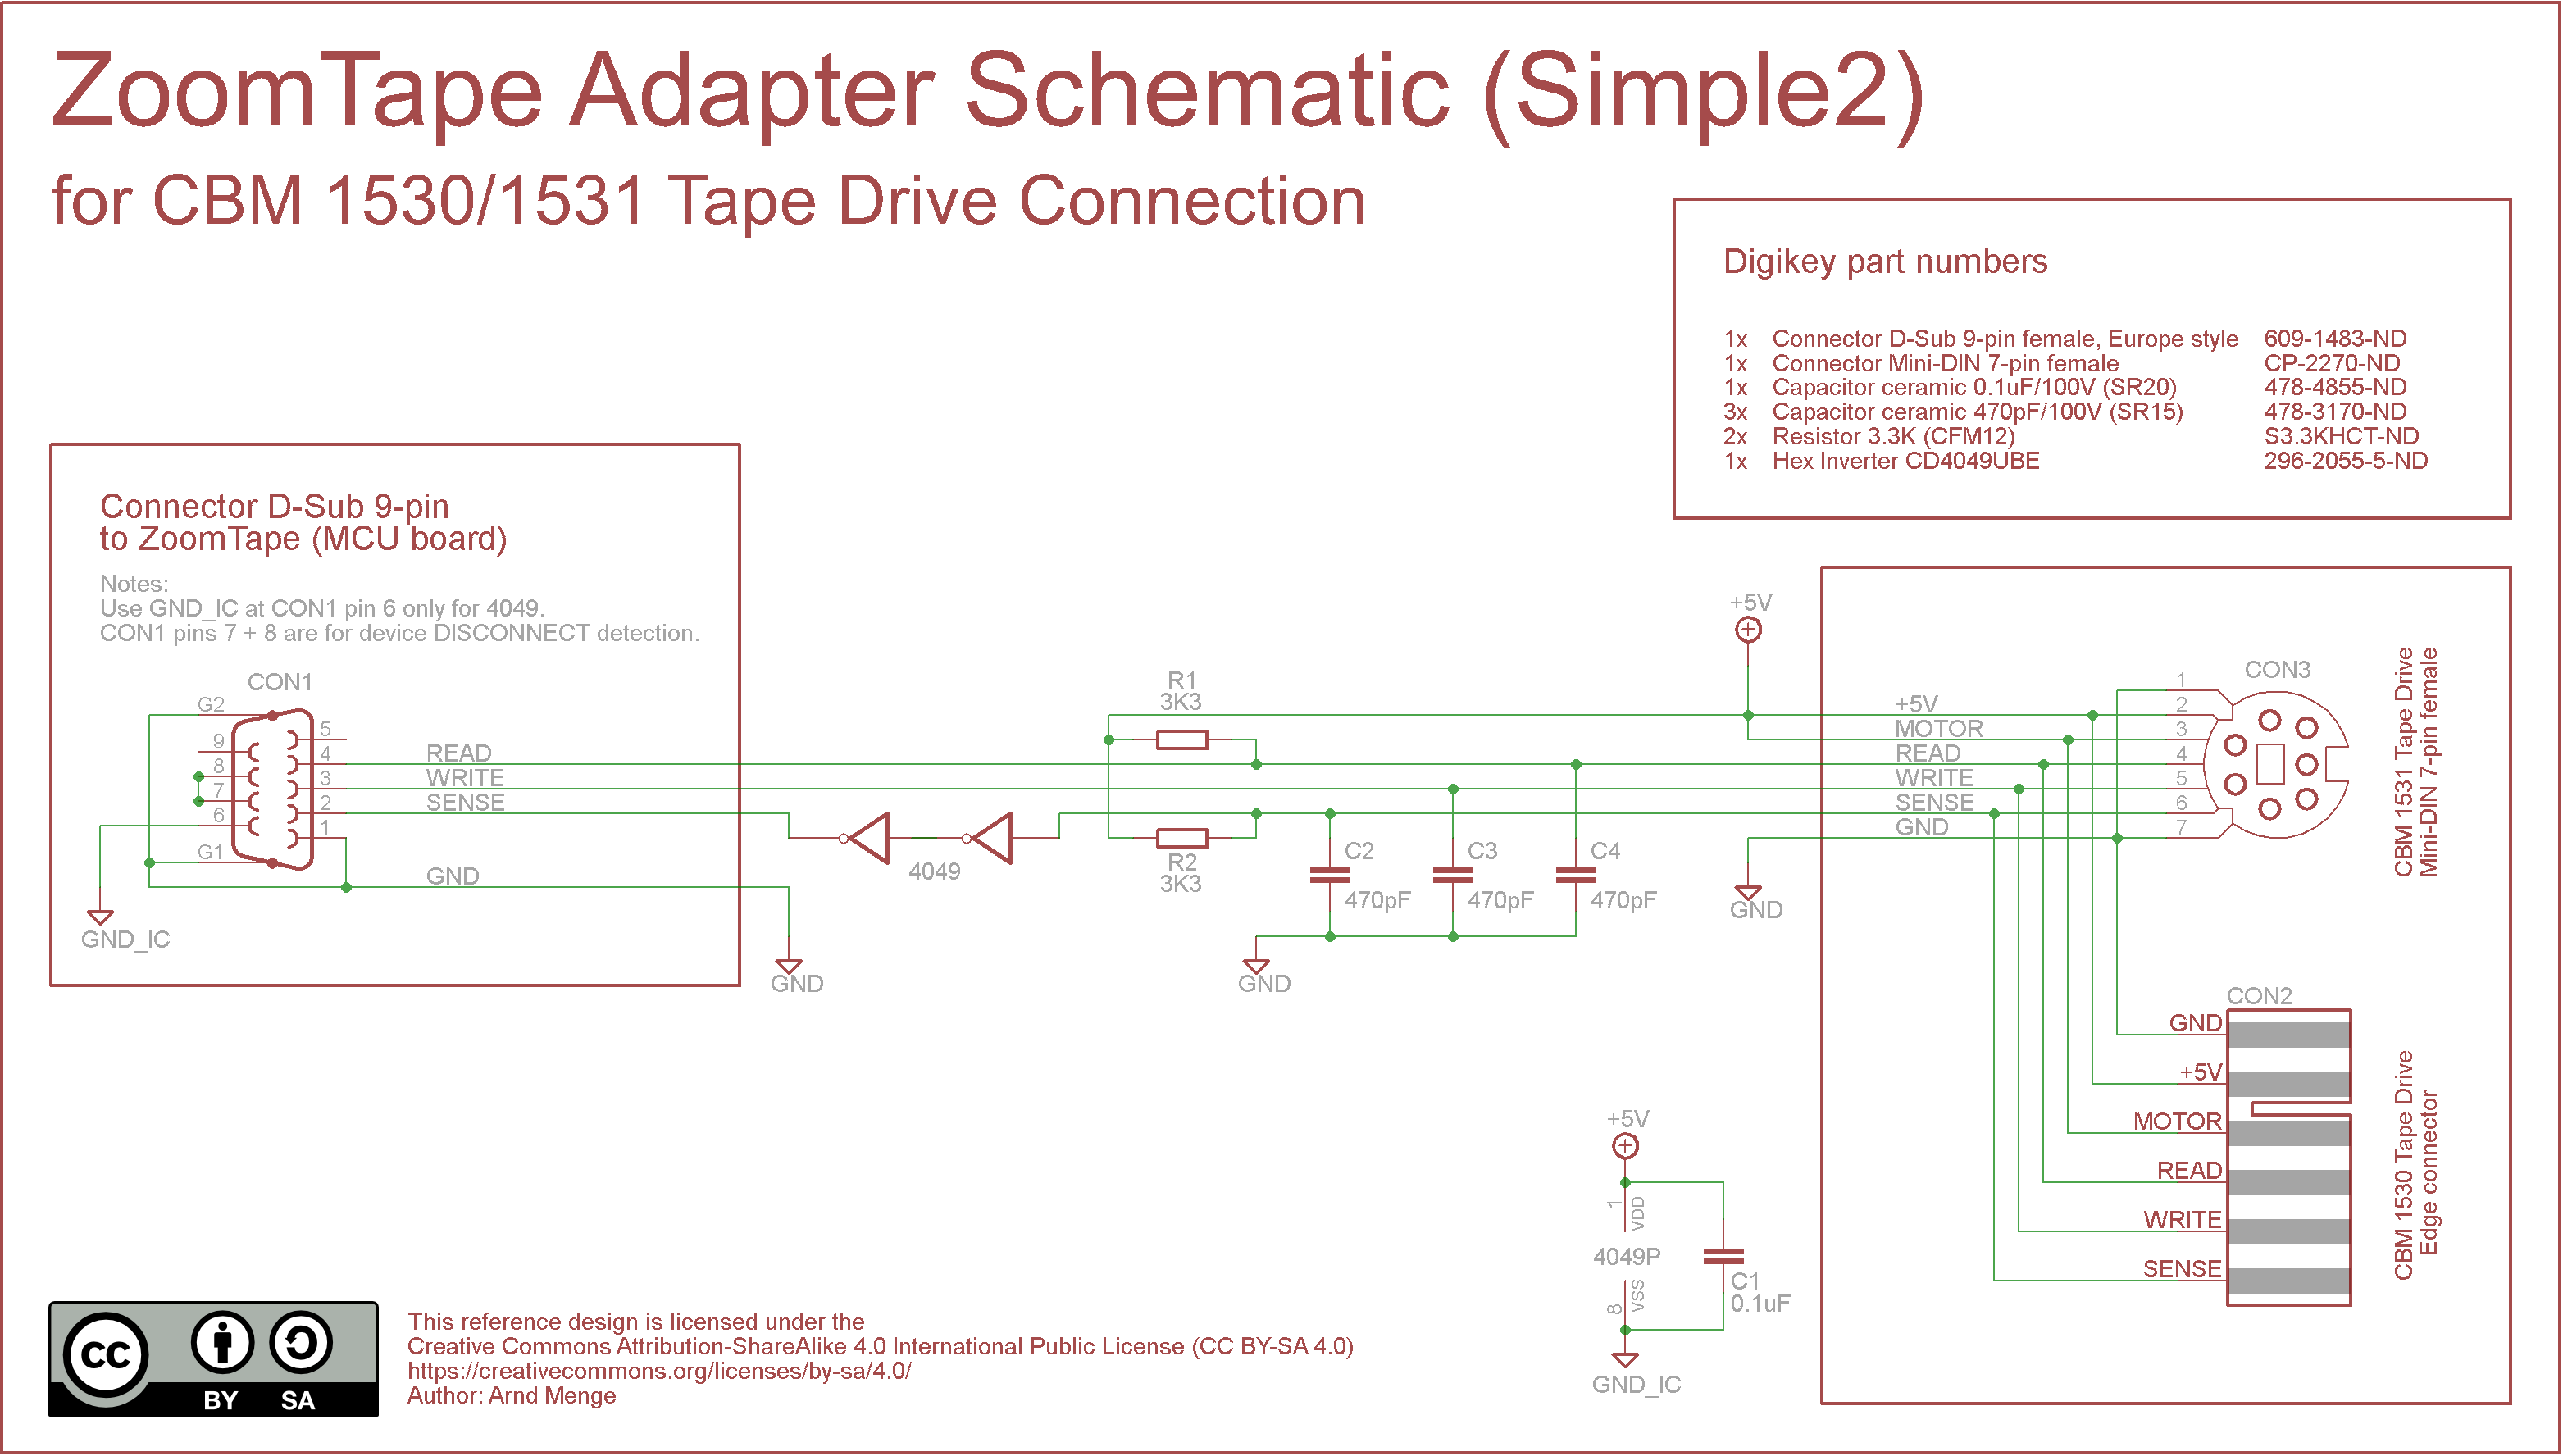 ZoomTape Adapter Schematic (Simple2)
for CBM 1530/1531 Tape Drive Connection
Digikey part numbers
1x Connector D-Sub 9-pin female, Europe style 609-1483-ND
1x Connector Mini-DIN 7-pin female CP-2270-ND
1x Capacitor ceramic 0.1uF/100V (SR20) 478-4855-ND
3x Capacitor ceramic 470pF/100V (SR15) 478-3170-ND
2x Resistor 3.3K (CFM12) S3.3KHCT-ND
1x Hex Inverter CD4049UBE 296-2055-5-ND
Connector D-Sub 9-pin
to ZoomTape (MCU board)
Notes:
Use GND_IC at CON1 pin 6 only for 4049.
CON1 pins 7 + 8 are for device DISCONNECT detection.
CON1
G2
9
8
7
6
G1
5
4
3
2
1
READ
WRITE
SENSE
GND
GND_IC
GND
4049
R1
3K3
R2
3K3
C2
470pF
C3
470pF
C4
470pF
GND
+5V
GND
+5V
MOTOR
READ
WRITE
SENSE
GND
1
2
3
4
5
6
7
CON3
CBM 1531 Tape Drive
Mini-DIN 7-pin female
CON2
GND
+5V
MOTOR
READ
WRITE
SENSE
CBM 1530 Tape Drive
Edge connector
+5V
1
VDD
4049P
8
VSS
C1
0.1uF
GND_IC
cc
BY SA
This reference design is licensed under the
Creative Commons Attribution-ShareAlike 4.0 International Public License (CC BY-SA 4.0)
https://creativecommons.org/licenses/by-sa/4.0/
Author: Arnd Menge